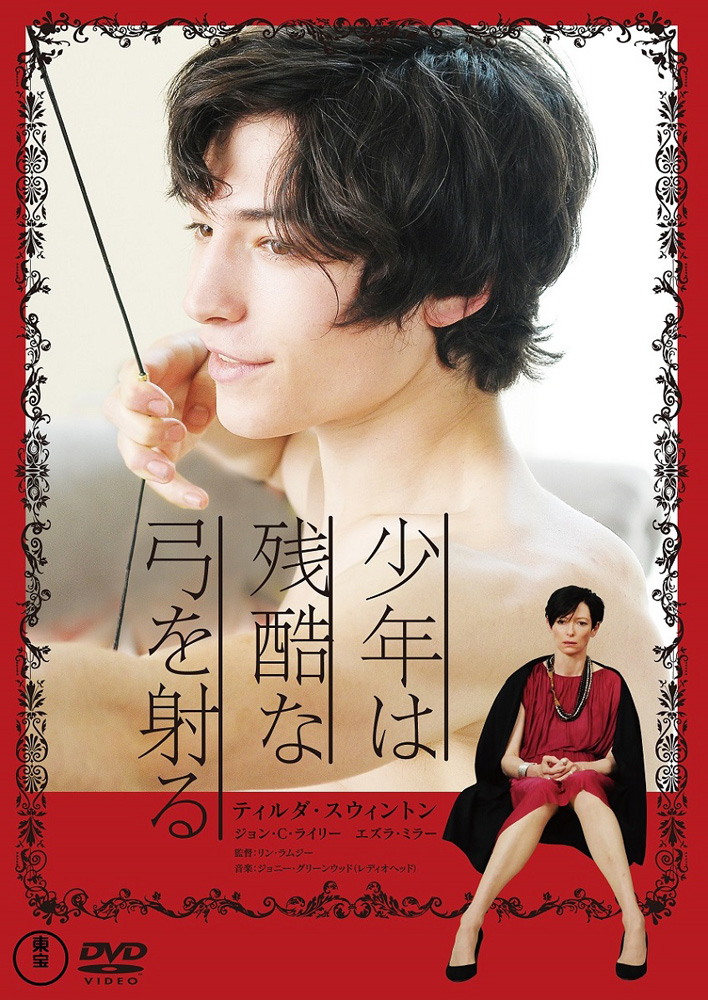 少年は
残酷な
弓を射る
ティルダ・スウィントン
ジョン・C・ライリー　エズラ・ミラー
監督：リン・ラムジー
音楽：ジョニー・グリーンウッド（レディオヘッド）
東宝
DVD
VIDEO